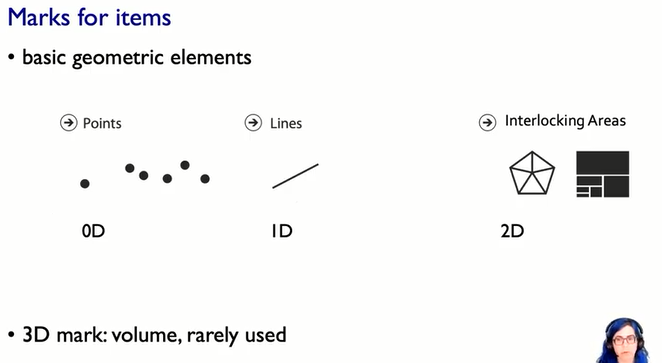 Marks for items
• basic geometric elements
Points
Lines
Interlocking Areas
0D
1D
2D
• 3D mark: volume, rarely used